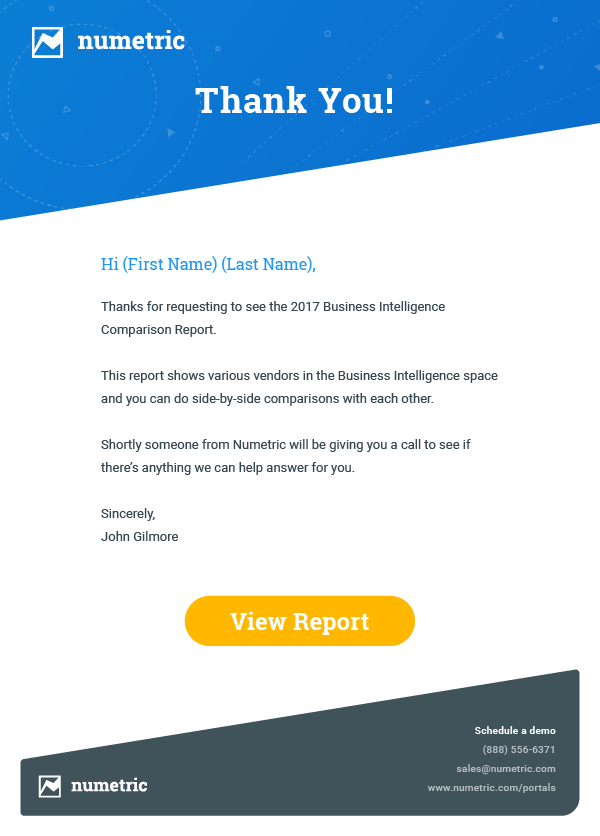 numetric
Thank You!
Hi (First Name) (Last Name),
Thanks for requesting to see the 2017 Business Intelligence
Comparison Report.
This report shows various vendors in the Business Intelligence space
and you can do side-by-side comparisons with each other.
Shortly someone from Numetric will be giving you a call to see if
there’s anything we can help answer for you.
Sincerely,
John Gilmore
View Report
Schedule a demo
(888) 556-6371
sales@numetric.com
www.numetric.com/portals
numetric